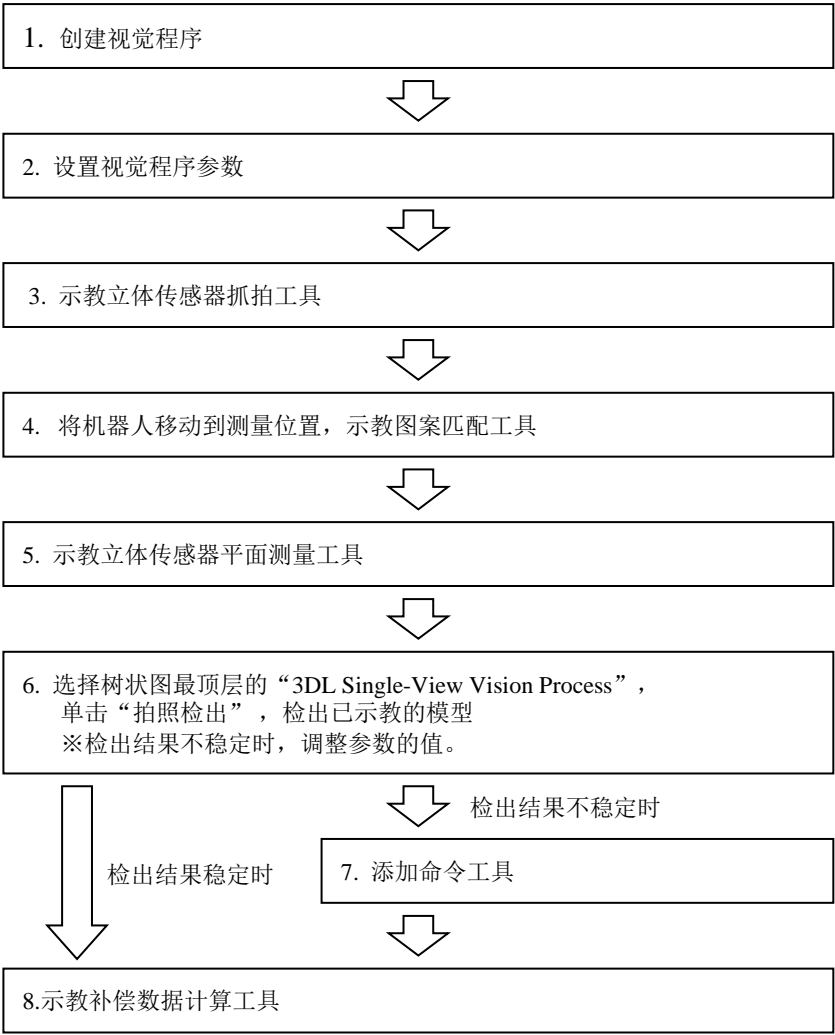 1. 创建视觉程序
2. 设置视觉程序参数
3. 示教立体传感器抓拍工具
4. 将机器人移动到测量位置，示教图案匹配工具
5. 示教立体传感器平面测量工具
6. 选择树状图最顶层的“3DL Single-View Vision Process”，
单击“拍照检出”，检出已示教的模型
※检出结果不稳定时，调整参数的值。
检出结果不稳定时
检出结果稳定时
7. 添加命令工具
8.示教补偿数据计算工具